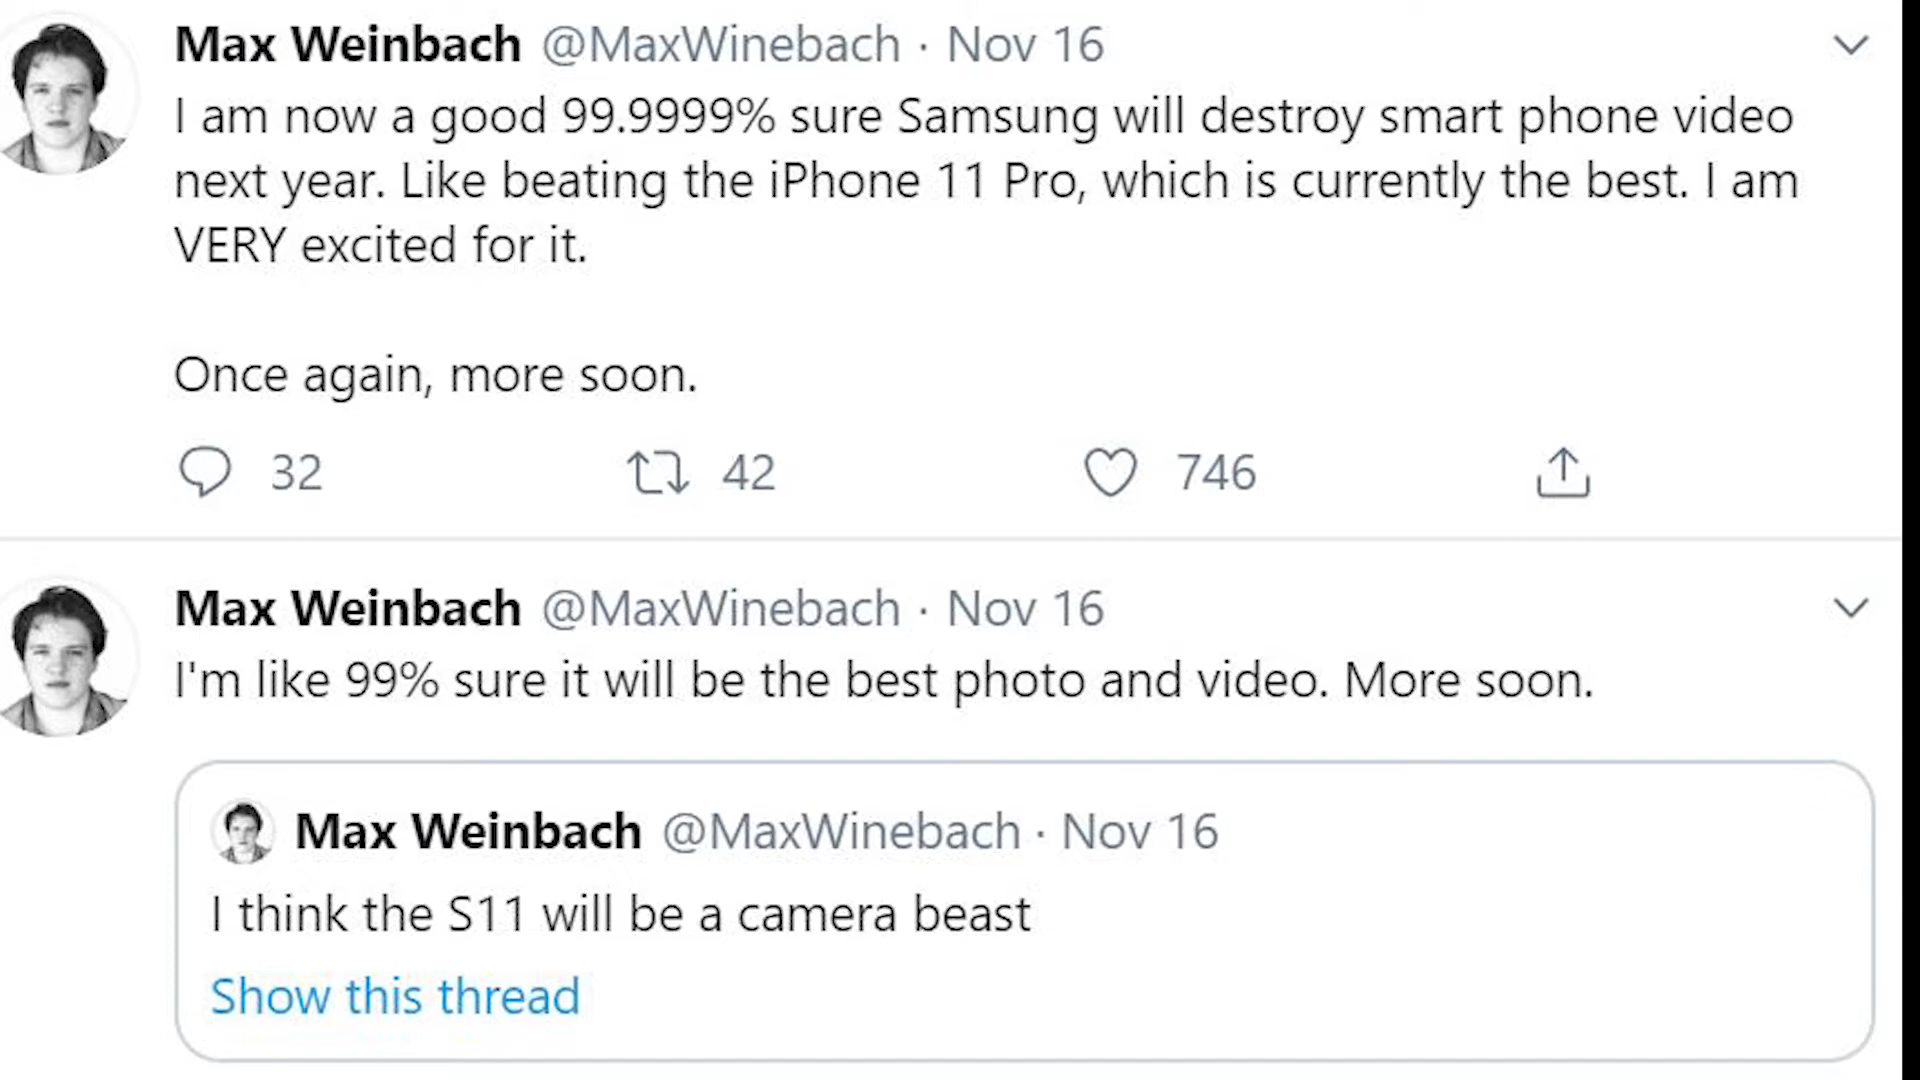 Max Weinbach @MaxWinebach · Nov 16
I am now a good 99.9999% sure Samsung will destroy smart phone video
next year. Like beating the iPhone 11 Pro, which is currently the best. I am
VERY excited for it.
Once again, more soon.
32 42 746
Max Weinbach @MaxWinebach · Nov 16
I'm like 99% sure it will be the best photo and video. More soon.
Max Weinbach @MaxWinebach · Nov 16
I think the S11 will be a camera beast
Show this thread